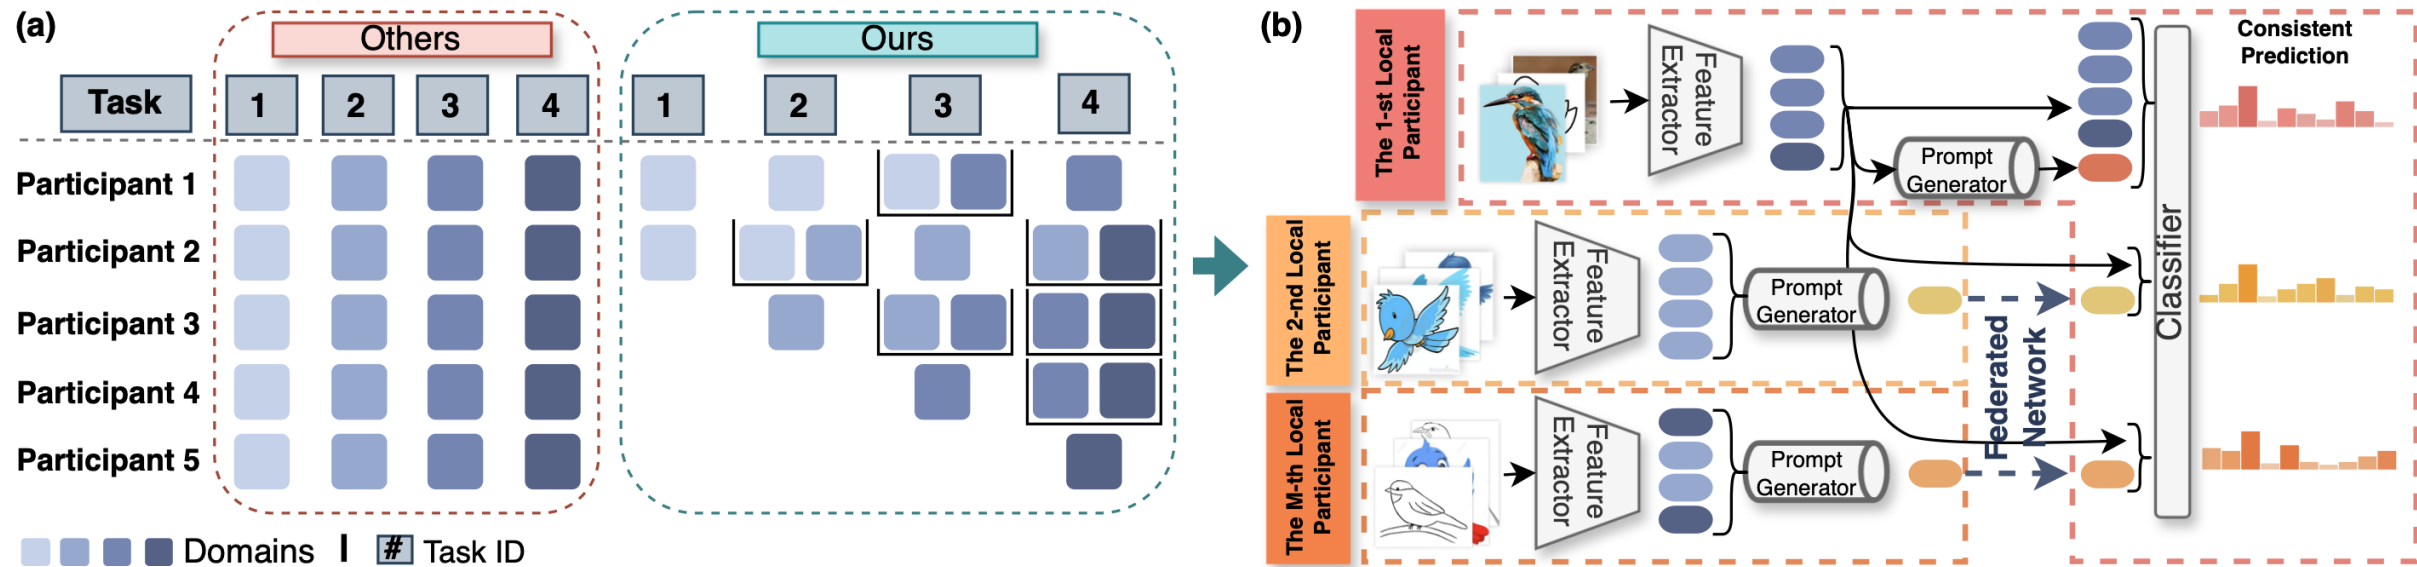 (a)
Others
Ours
Task
1
2
3
4
1
2
3
4
Participant 1
Participant 2
Participant 3
Participant 4
Participant 5
Domains
# Task ID
(b)
The 1-st Local
Participant
Feature
Extractor
Prompt
Generator
Consistent
Prediction
The 2-nd Local
Participant
Feature
Extractor
Prompt
Generator
The M-th Local
Participant
Feature
Extractor
Prompt
Generator
Federated
Network
Classifier